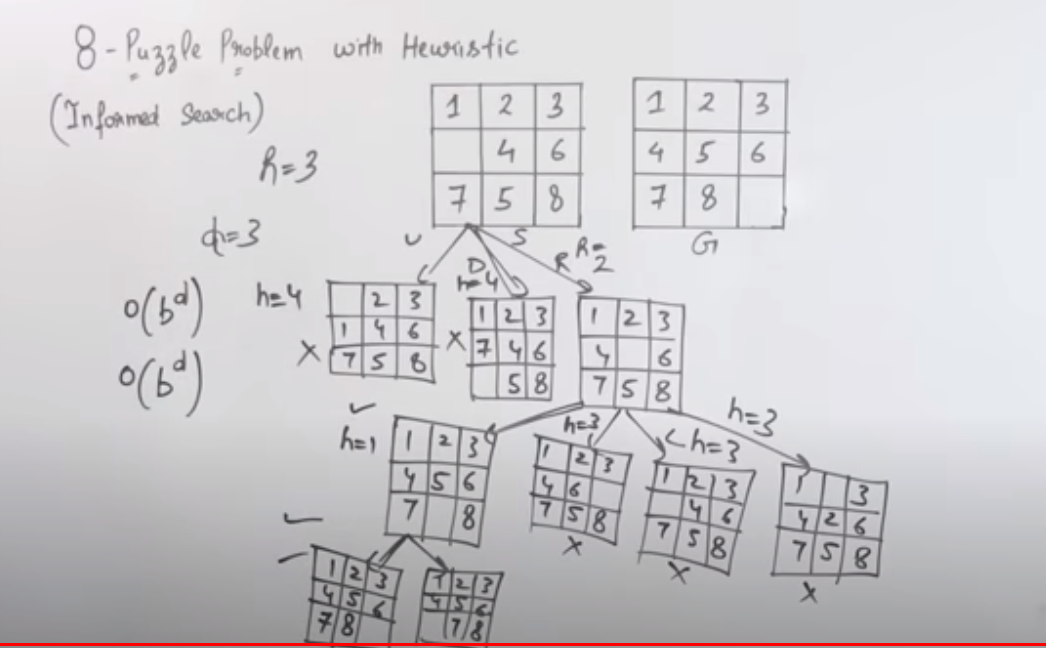 8-Puzzle Problem with Heuristic
(Informed Search)
1 2 3
4 6
7 5 8
S
1 2 3
4 5 6
7 8
G
h=3
d=3
O(b^d)
O(b^d)
U
D
h=4
R h=2
h=4
2 3
1 4 6
7 5 8
X
1 2 3
7 4 6
5 8
X
1 2 3
4 6
7 5 8
✓
h=1
1 2 3
4 5 6
7 8
h=3
1 2 3
4 6
7 5 8
X
h=3
1 2 3
4 6
7 5 8
X
h=3
1 3
4 2 6
7 5 8
X
1 2 3
4 5 6
7 8
1 2 3
4 5 6
7 8